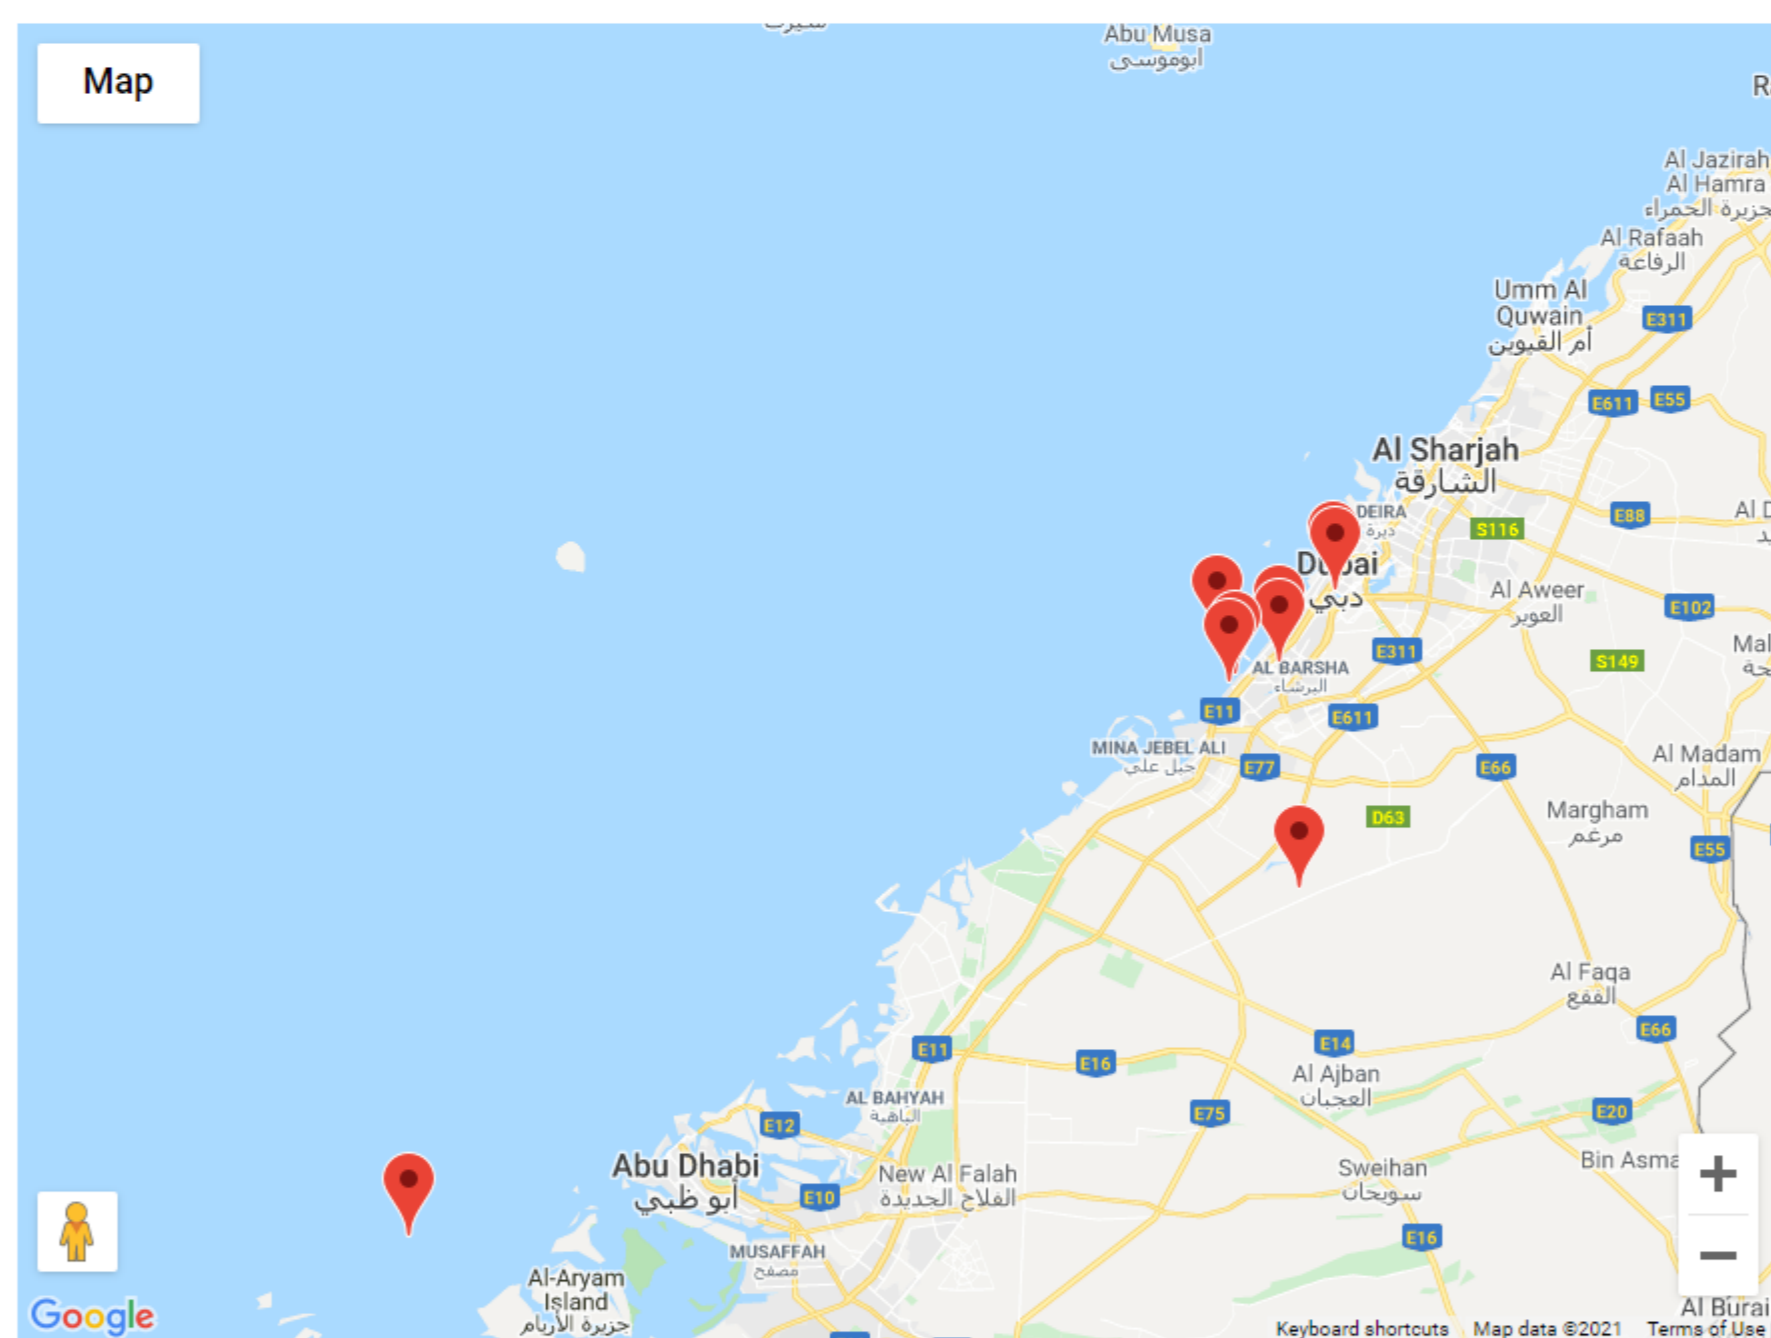 Map
Abu Musa
ابوموسى
Al Jazirah
Al Hamra
Al Rafaah
الرفاعة
Umm Al
Quwain
أم القيوين
E311
E611
E55
Al Sharjah
الشارقة
DEIRA
ديرة
S116
E88
Dubai
دبي
Al Aweer
العوير
E102
E311
S149
AL BARSHA
البرشاء
E11
E611
MINA JEBEL ALI
جبل علي
E77
E66
Al Madam
المدام
D63
Margham
مرغم
E55
Al Faqa
الفقع
E66
E11
E16
E14
Al Ajban
العجبان
AL BAHYAH
الباهية
E12
E75
E20
Abu Dhabi
أبو ظبي
New Al Falah
الفلاح الجديدة
E10
Sweihan
سويحان
Bin Asma
E16
MUSAFFAH
مصفح
Al-Aryam
Island
جزيرة الأريام
Al Burai
Google
Keyboard shortcuts
Map data ©2021
Terms of Use